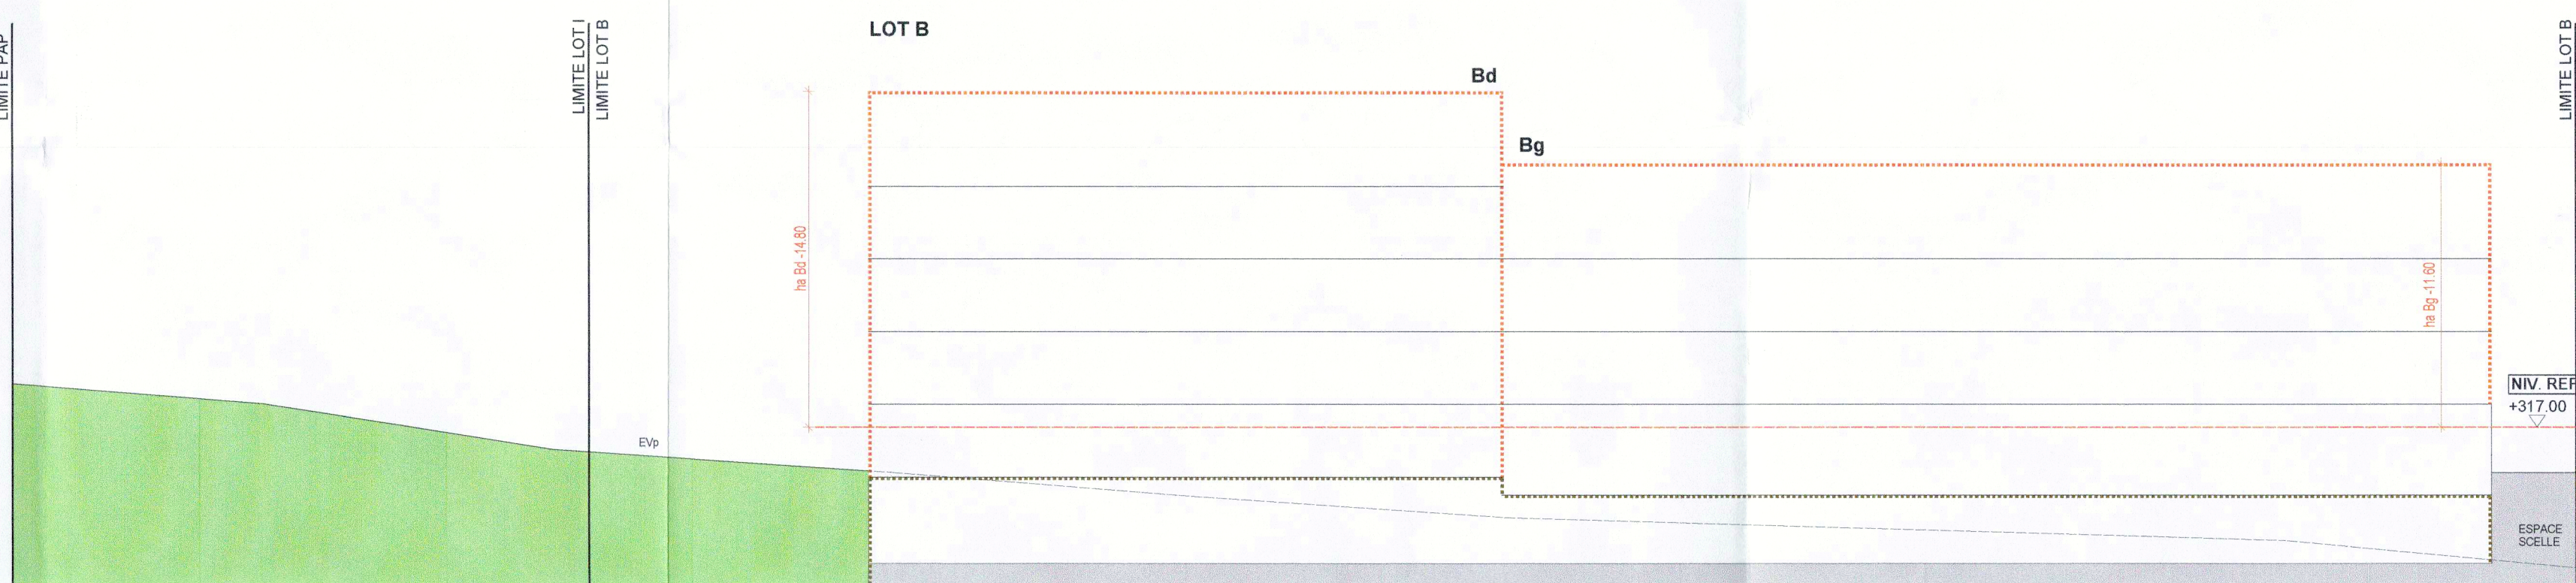 LIMITE PAP
LIMITE LOT I
LIMITE LOT B
LOT B
Bd
Bg
ha Bd -14.80
ha Bg -11.60
EVp
NIV. REF
+317.00
ESPACE
SCELLE
LIMITE LOT B